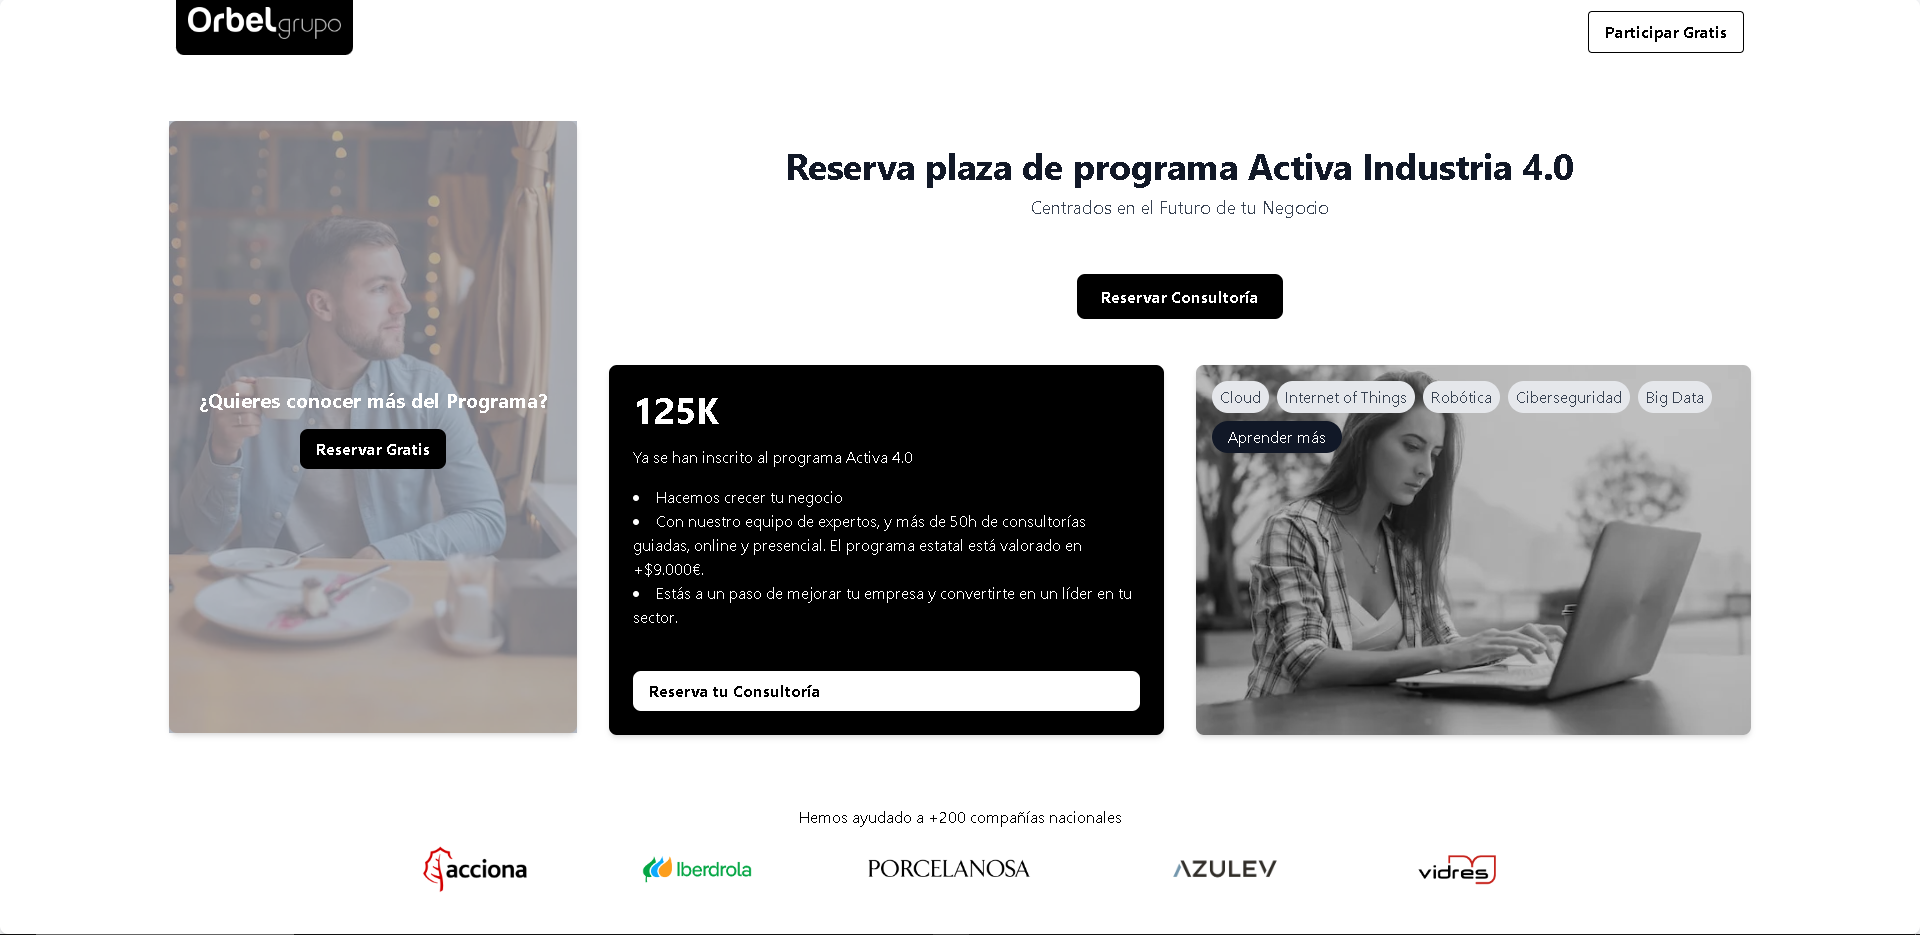 Orbel grupo
Participar Gratis
Reserva plaza de programa Activa Industria 4.0
Centrados en el Futuro de tu Negocio
Reservar Consultoría
¿Quieres conocer más del Programa?
Reservar Gratis
125K
Ya se han inscrito al programa Activa 4.0
• Hacemos crecer tu negocio
• Con nuestro equipo de expertos, y más de 50h de consultorías
guiadas, online y presencial. El programa estatal está valorado en
+$9.000€.
• Estás a un paso de mejorar tu empresa y convertirte en un líder en tu
sector.
Reserva tu Consultoría
Cloud Internet of Things Robótica Ciberseguridad Big Data
Aprender más
Hemos ayudado a +200 compañías nacionales
acciona Iberdrola PORCELANOSA AZULEV vidres